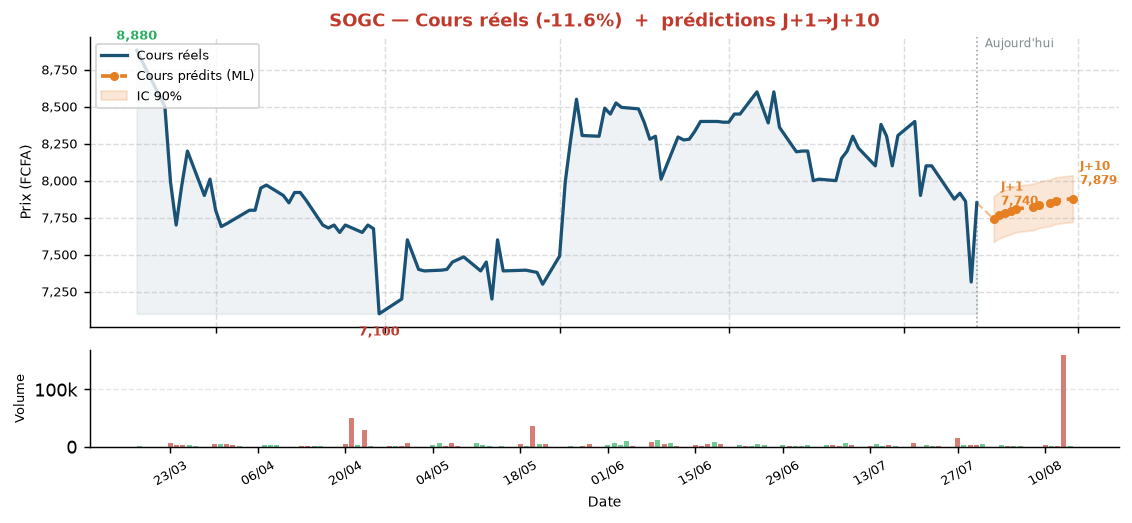 SOGC — Cours réels (-11.6%)  +  prédictions J+1→J+10
8,880
Aujourd'hui
Cours réels
Cours prédits (ML)
IC 90%
Prix (FCFA)
8,750
8,500
8,250
8,000
7,750
7,500
7,250
J+1
7,740
J+10
7,879
7,100
Volume
100k
0
23/03
06/04
20/04
04/05
18/05
01/06
15/06
29/06
13/07
27/07
10/08
Date